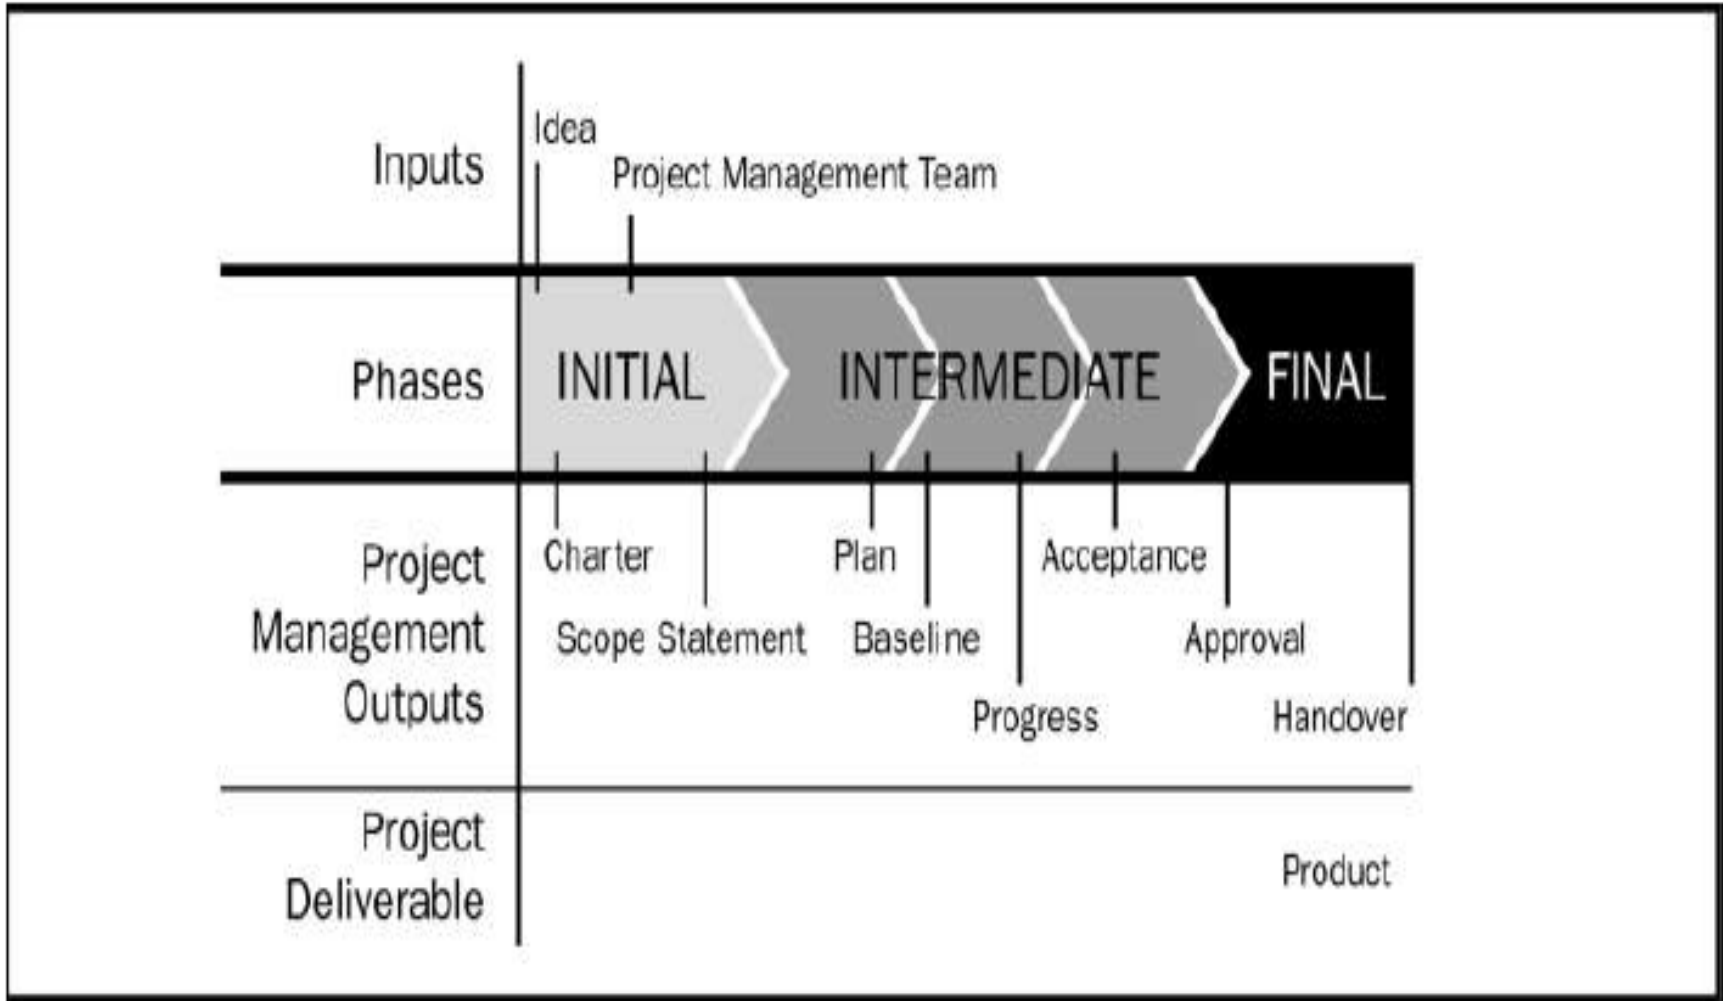 Idea
Inputs
Project Management Team
Phases
INITIAL
INTERMEDIATE
FINAL
Project
Management
Outputs
Charter
Plan
Acceptance
Scope Statement
Baseline
Approval
Progress
Handover
Project
Deliverable
Product